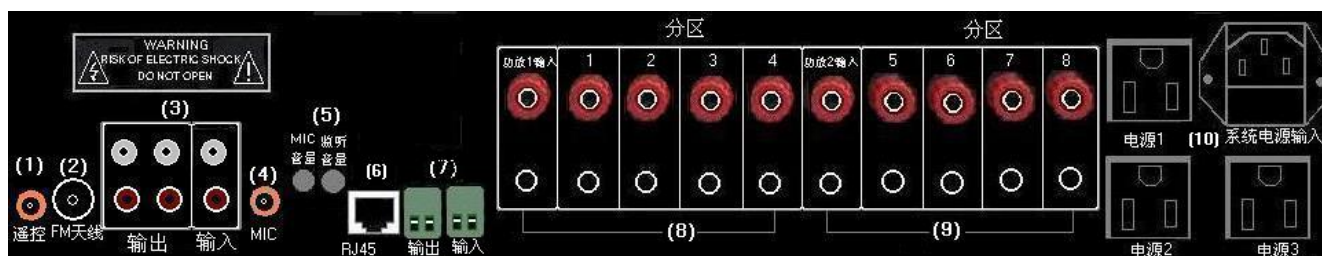 WARNING
RISK OF ELECTRIC SHOCK
DO NOT OPEN
(1)
遥控
(2)
FM天线
(3)
输出
输入
(4)
MIC
(5)
MIC 监听
音量 音量
(6)
RJ45
(7)
输出
输入
分区
功放1输入 1 2 3 4
(8)
分区
功放2输入 5 6 7 8
(9)
电源1
(10)
系统电源输入
电源2
电源3